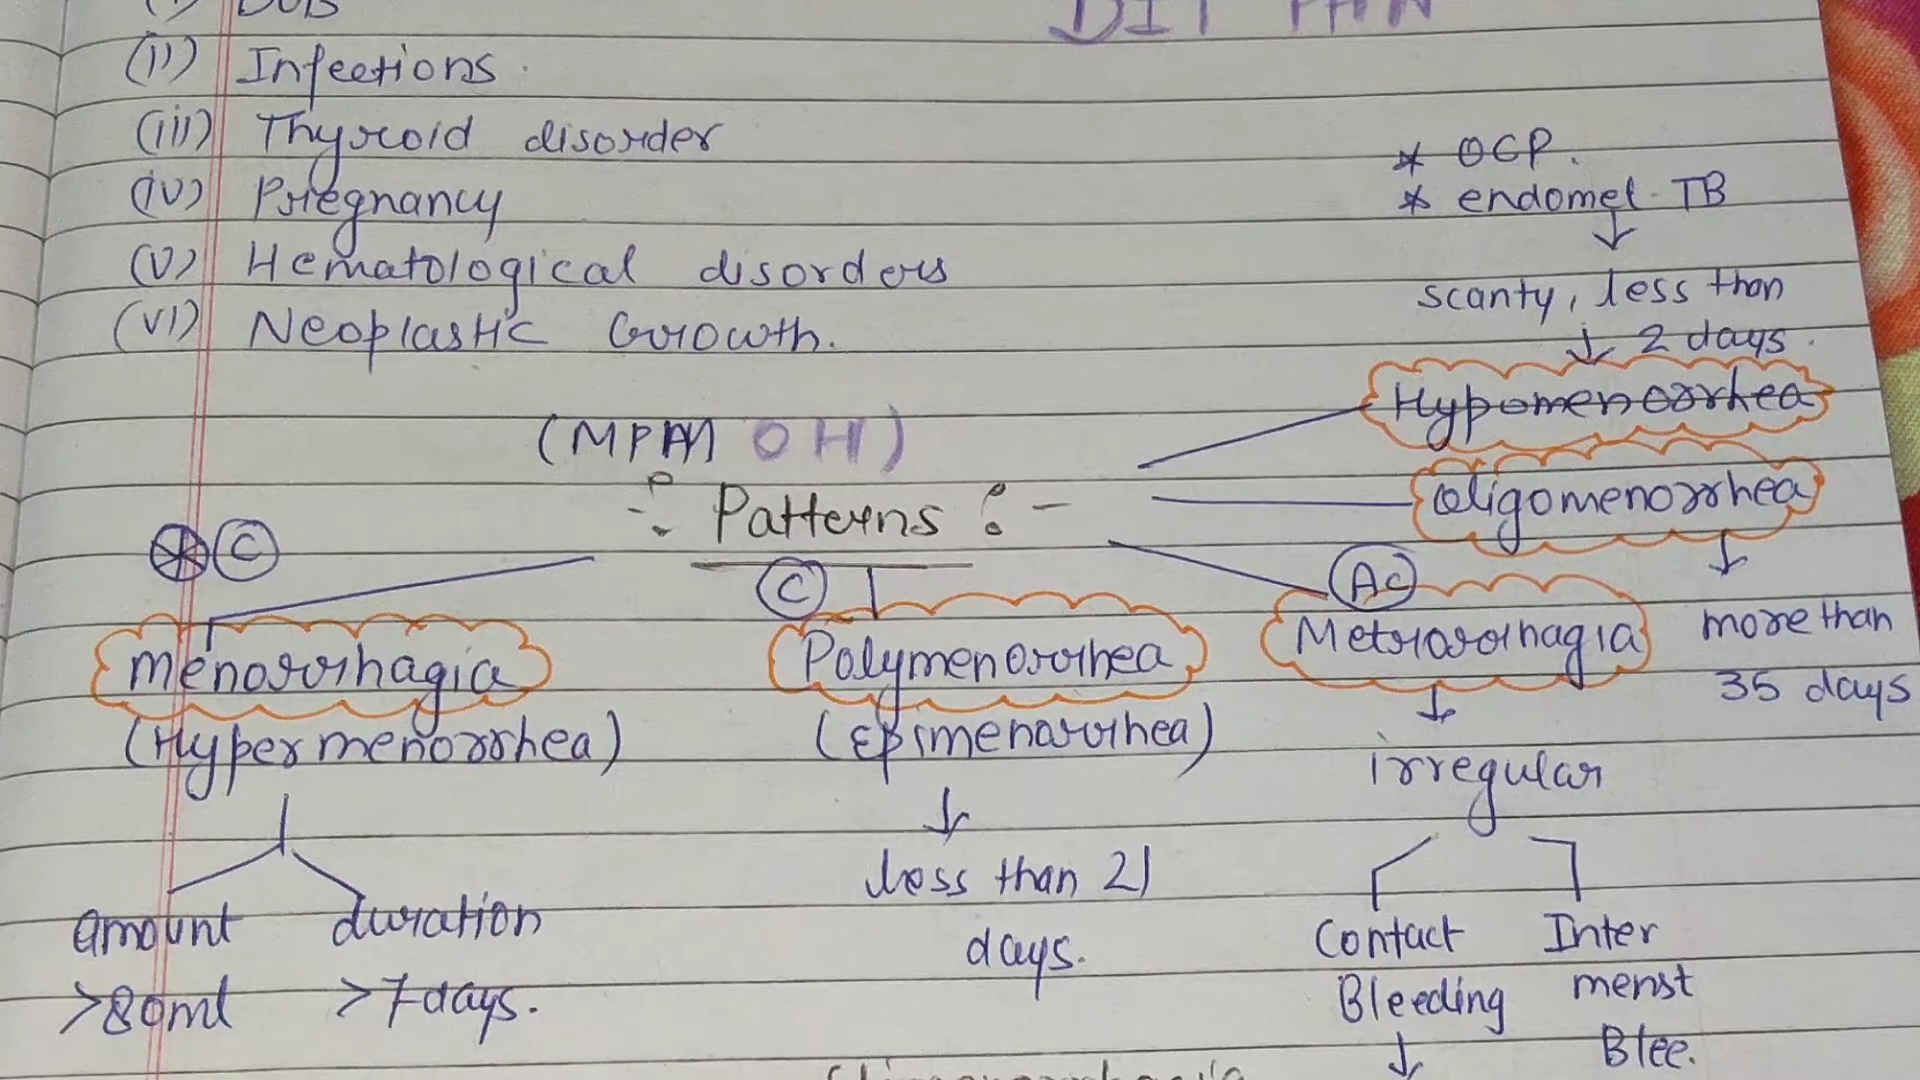 (ii) Infections.
(iii) Thyroid disorder
(iv) Pregnancy
(v) Hematological disorders
(vi) Neoplastic Growth.
* OCP.
* endomet. TB
scanty, less than
2 days.
Hypomenorrhea
Oligomenorrhea
more than
35 days
(MPM OH)
:- Patterns :-
* C
C
Ac
Menorrhagia
(Hypermenorrhea)
amount
>80ml
duration
>7days.
Polymenorrhea
(Epimenorrhea)
less than 21
days.
Metrorrhagia
irregular
Contact
Bleeding
Inter
menst
Blee.